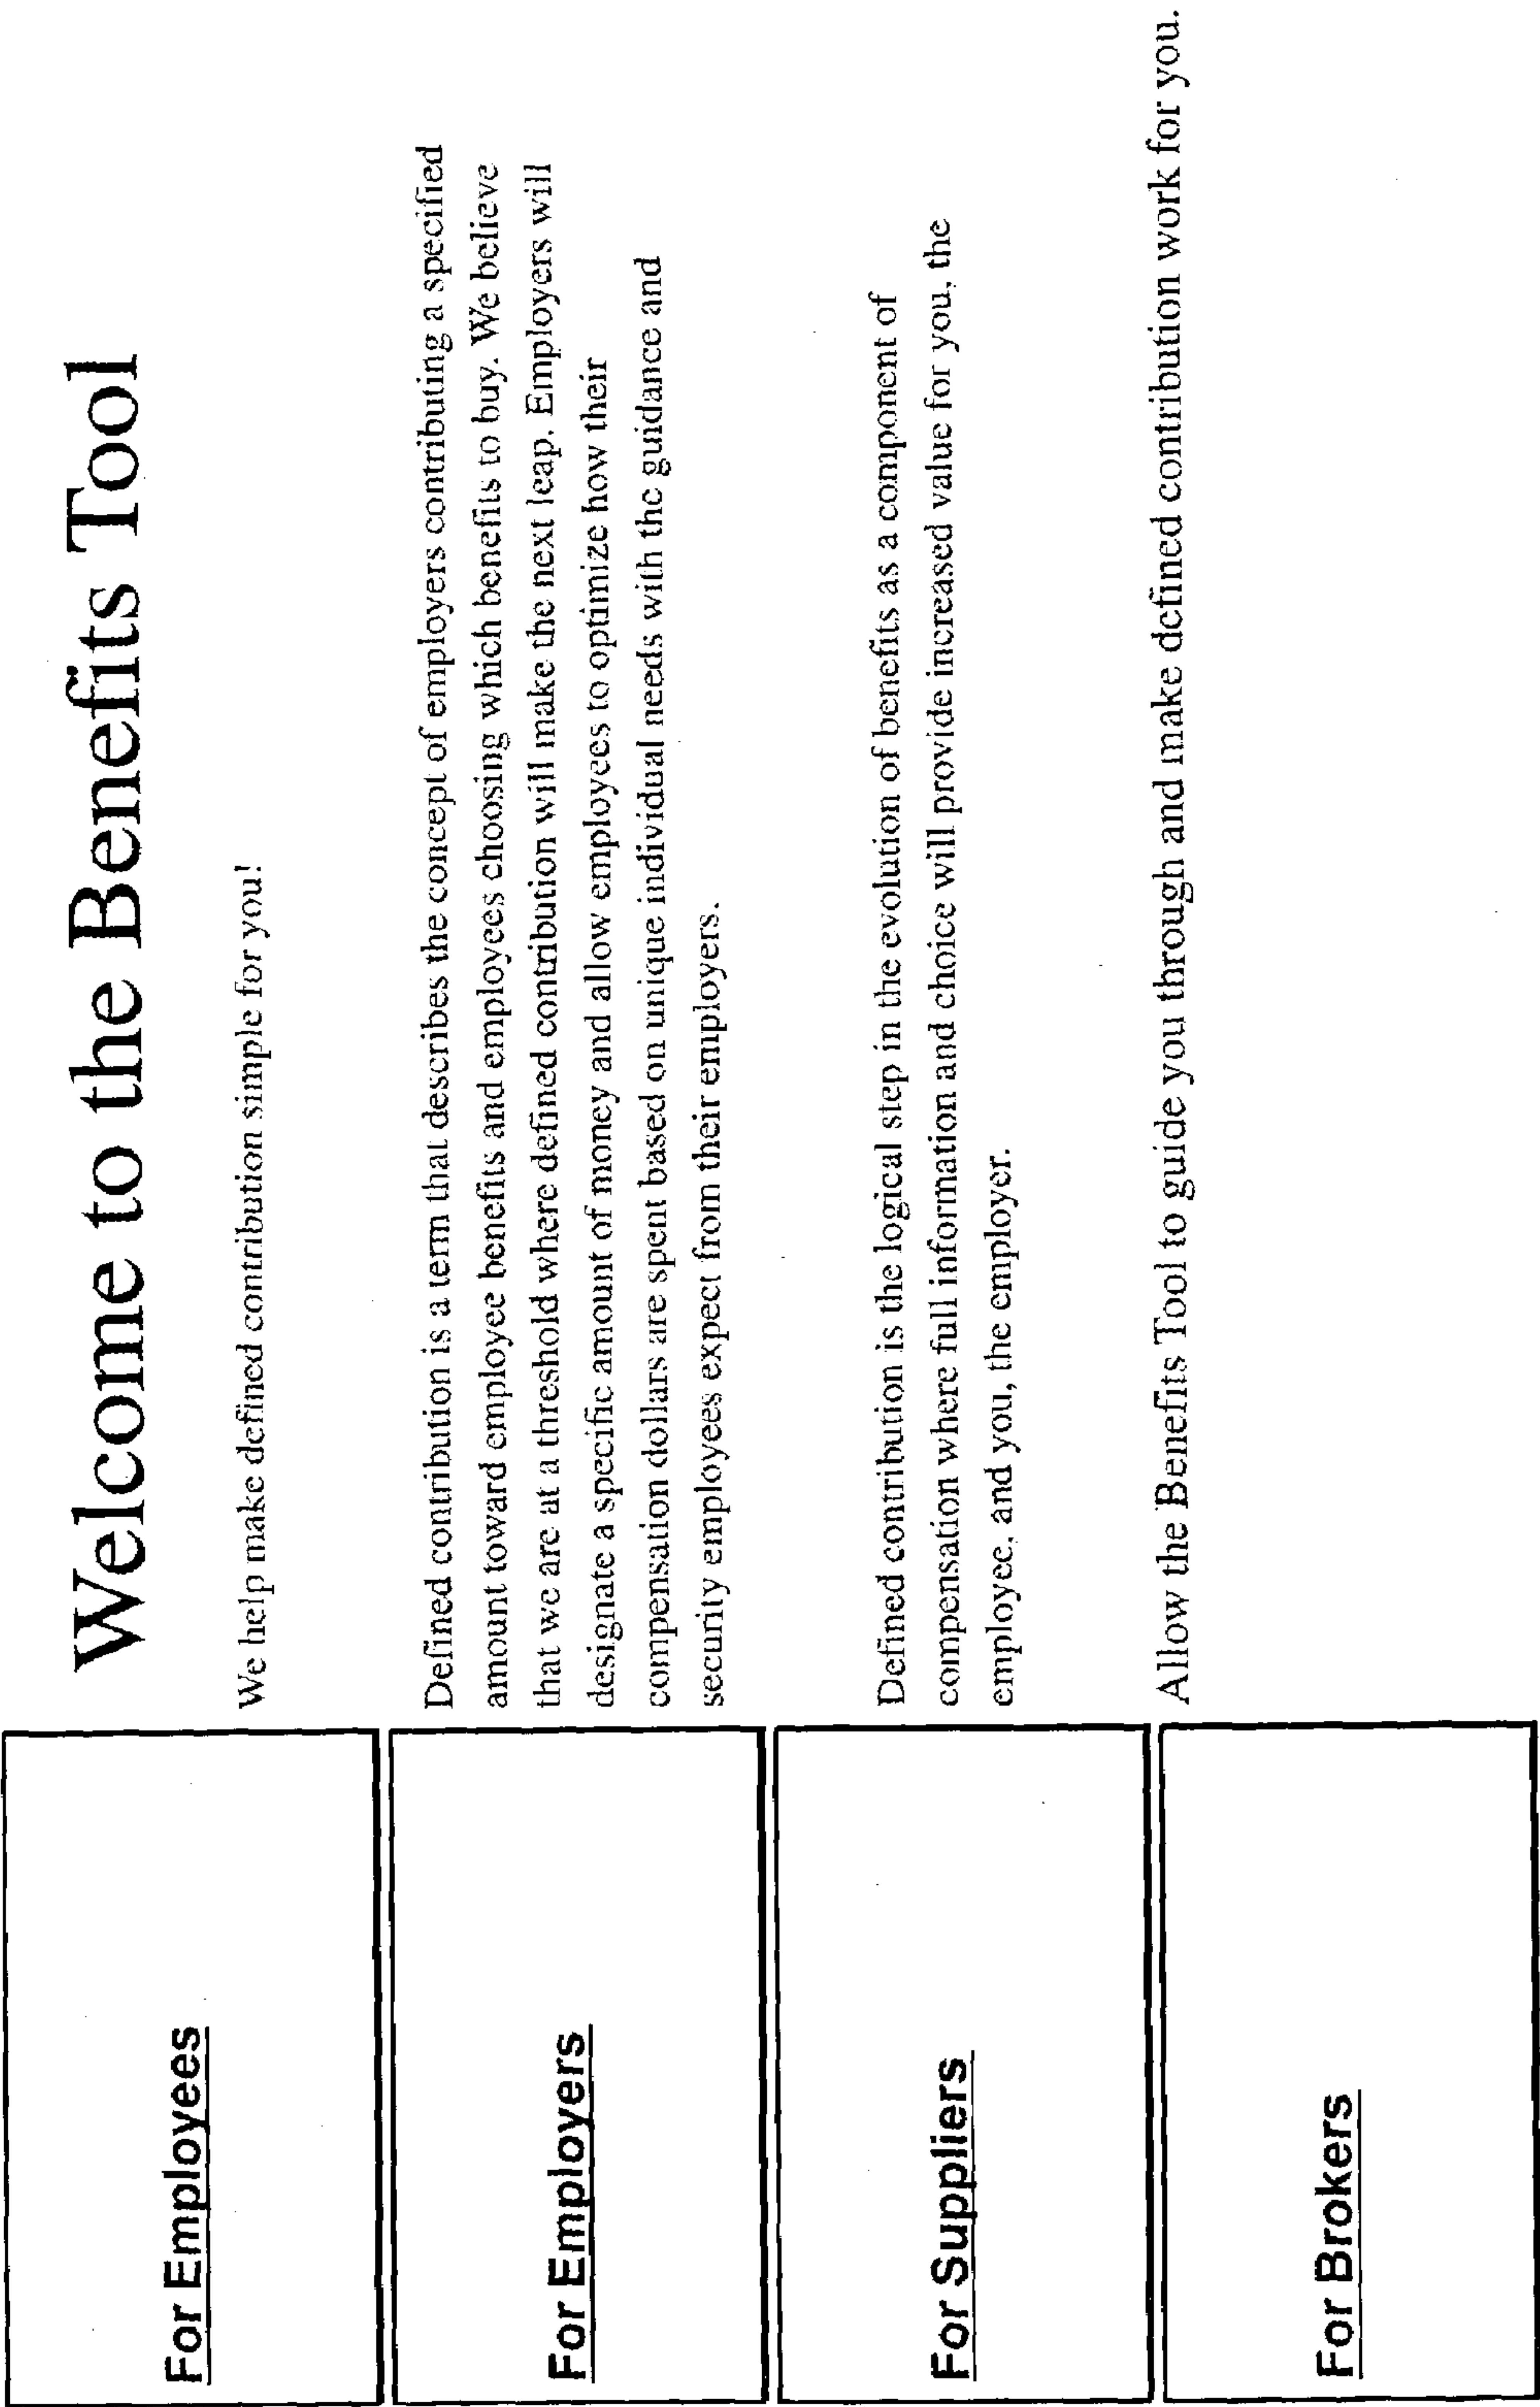 For Employees
For Employers
For Suppliers
For Brokers
Welcome to the Benefits Tool
We help make defined contribution simple for you!
Defined contribution is a term that describes the concept of employers contributing a specified
amount toward employee benefits and employees choosing which benefits to buy. We believe
that we are at a threshold where defined contribution will make the next leap. Employers will
designate a specific amount of money and allow employees to optimize how their
compensation dollars are spent based on unique individual needs with the guidance and
security employees expect from their employers.
Defined contribution is the logical step in the evolution of benefits as a component of
compensation where full information and choice will provide increased value for you, the
employee, and you, the employer.
Allow the Benefits Tool to guide you through and make defined contribution work for you.